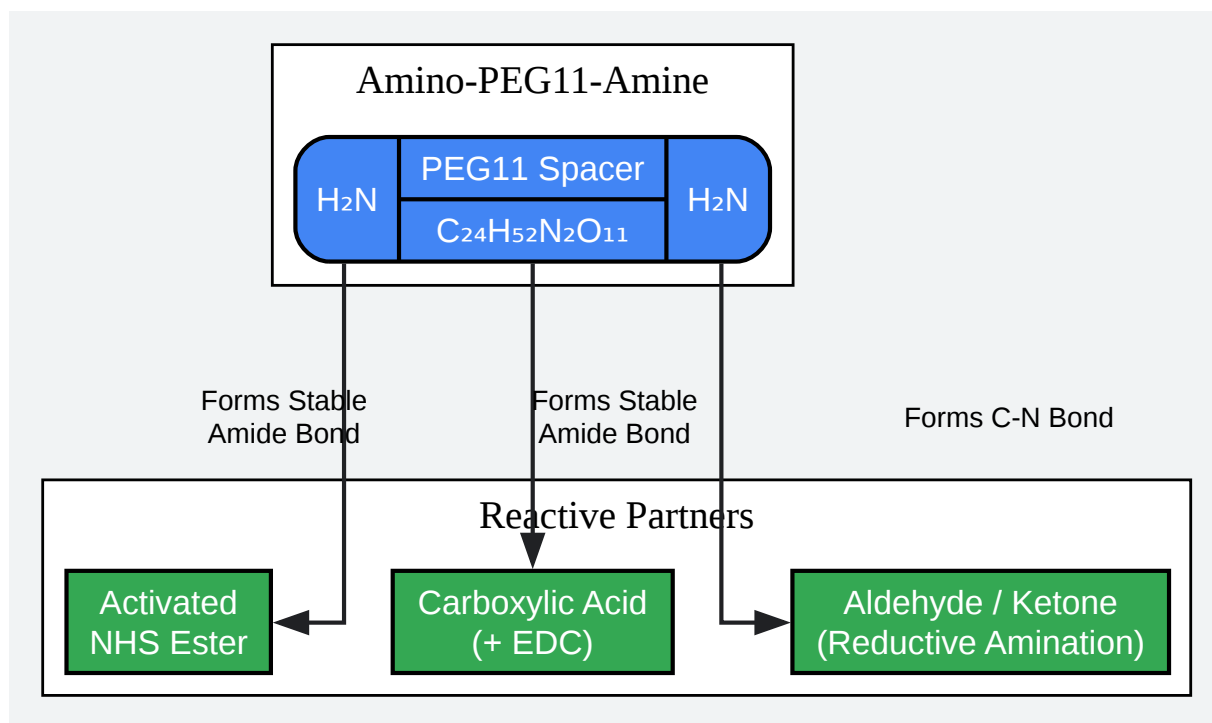 Amino-PEG11-Amine
H₂N
PEG11 Spacer
C₂₄H₅₂N₂O₁₁
H₂N
Forms Stable
Amide Bond
Forms Stable
Amide Bond
Forms C-N Bond
Reactive Partners
Activated
NHS Ester
Carboxylic Acid
(+ EDC)
Aldehyde / Ketone
(Reductive Amination)